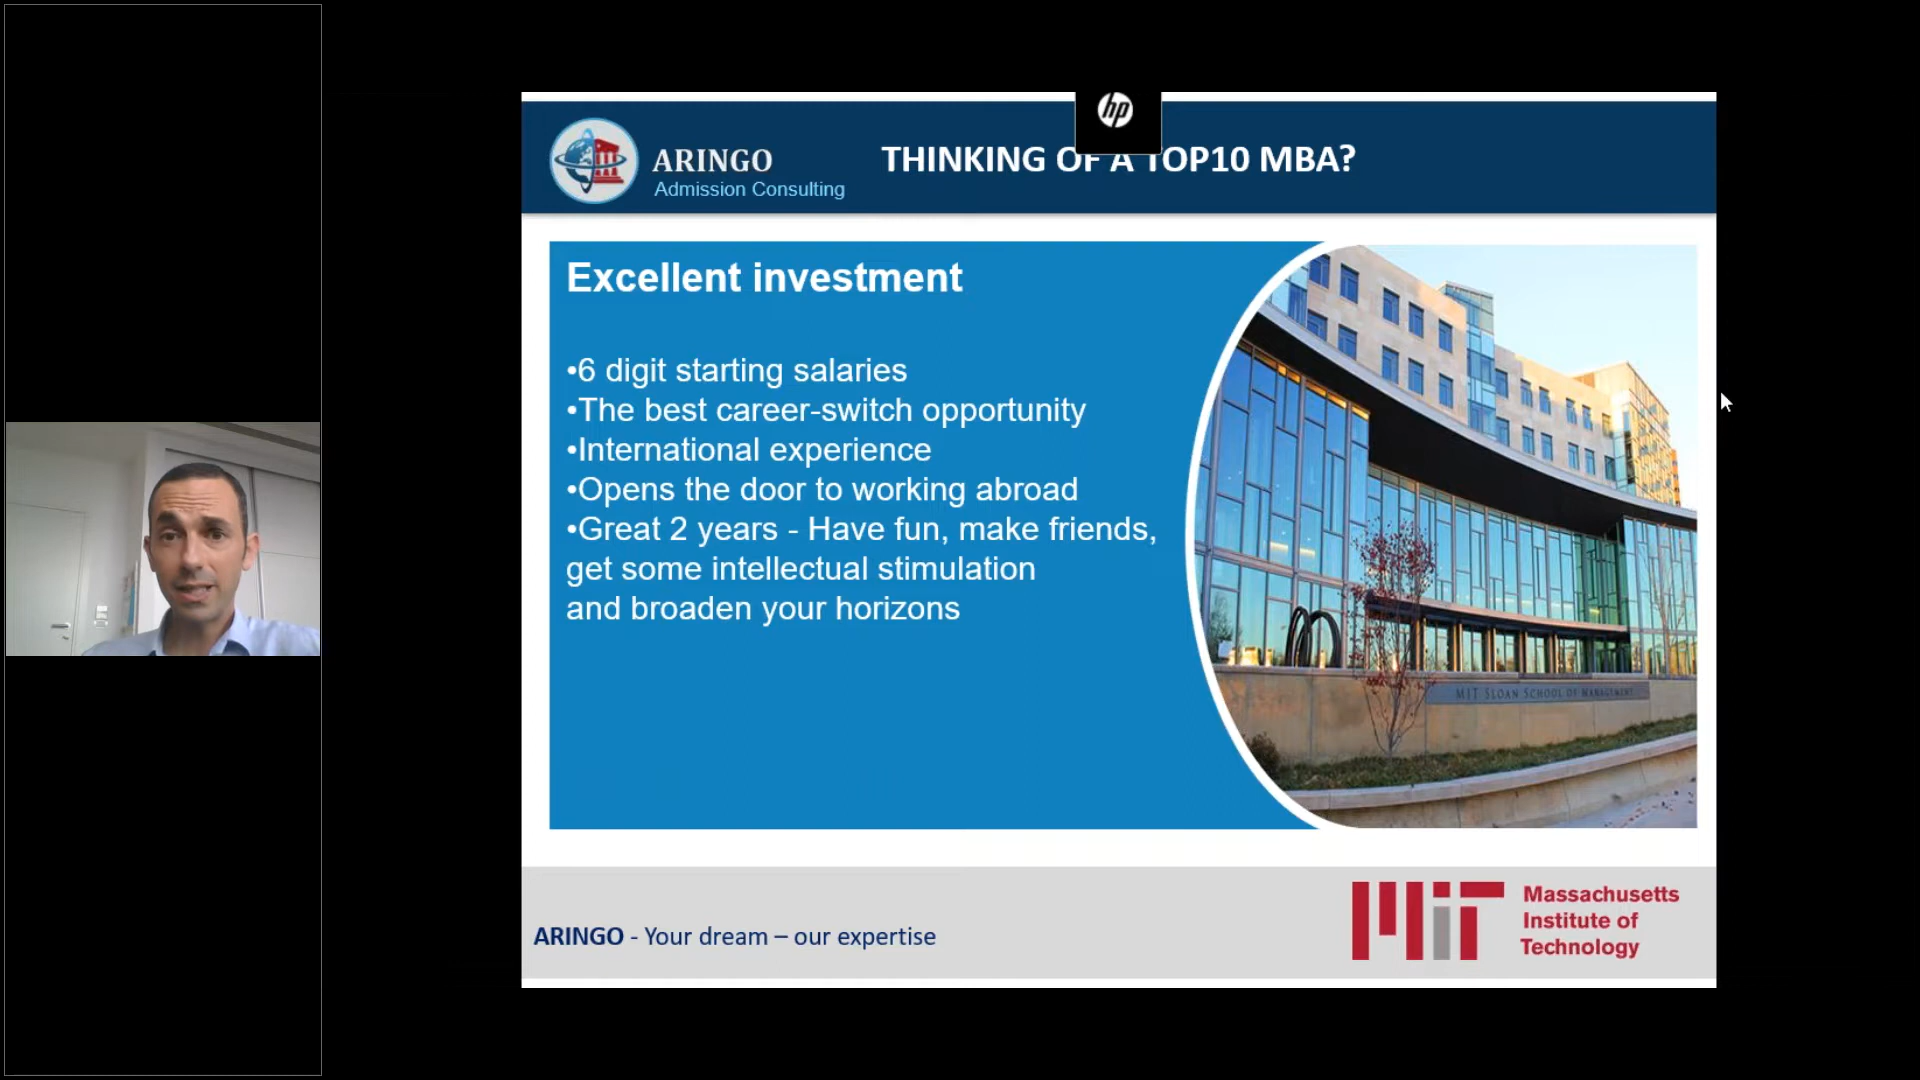 hp
ARINGO
Admission Consulting
THINKING OF A TOP10 MBA?
Excellent investment
•6 digit starting salaries
•The best career-switch opportunity
•International experience
•Opens the door to working abroad
•Great 2 years - Have fun, make friends,
get some intellectual stimulation
and broaden your horizons
MIT SLOAN SCHOOL OF MANAGEMENT
ARINGO - Your dream – our expertise
MIT
Massachusetts
Institute of
Technology